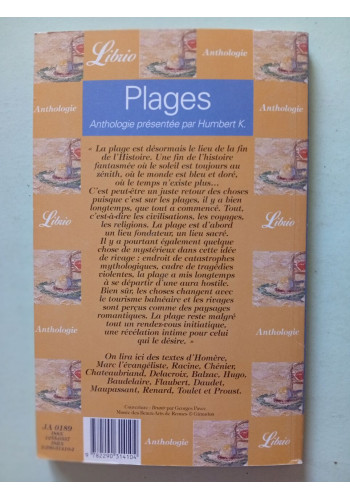 Librio
Anthologie
Anthologie
Plages
Anthologie présentée par Humbert K.
« La plage est désormais le lieu de la fin
de l'Histoire. Une fin de l'histoire
fantasmée où le soleil est toujours au
zénith, où le monde est bleu et doré,
où le temps n'existe plus...
C'est peut-être un juste retour des choses
puisque c'est sur les plages, il y a bien
longtemps, que tout a commencé. Tout,
c'est-à-dire les civilisations, les voyages,
les religions. La plage est d'abord
un lieu fondateur, un lieu sacré.
Il y a pourtant également quelque
chose de mystérieux dans cette idée
de rivage : endroit de catastrophes
mythologiques, cadre de tragédies
violentes, la plage a mis longtemps
à se départir d'une aura hostile.
Bien sûr, les choses changent avec
le tourisme balnéaire et les rivages
sont perçus comme des paysages
romantiques. La plage reste malgré
tout un rendez-vous initiatique,
une révélation intime pour celui
qui le désire. »
On lira ici des textes d'Homère,
Marc l'évangéliste, Racine, Chénier,
Chateaubriand, Delacroix, Balzac, Hugo,
Baudelaire, Flaubert, Daudet,
Maupassant, Renard, Toulet et Proust.
Librio
Anthologie
Librio
Anthologie
Librio
JA 0189
9 782290 314104